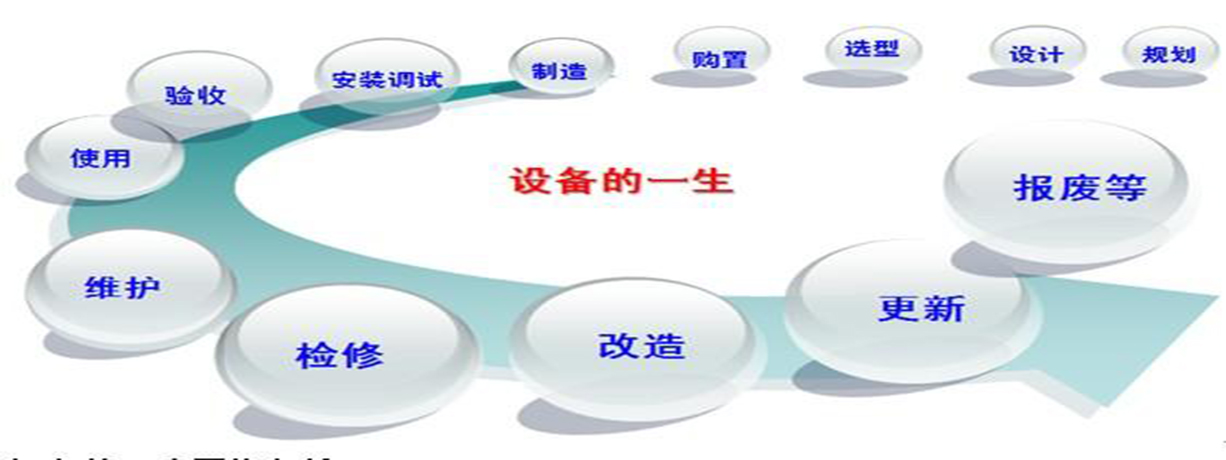 规划
设计
选型
购置
制造
安装调试
验收
使用
维护
检修
改造
更新
报废等
设备的一生